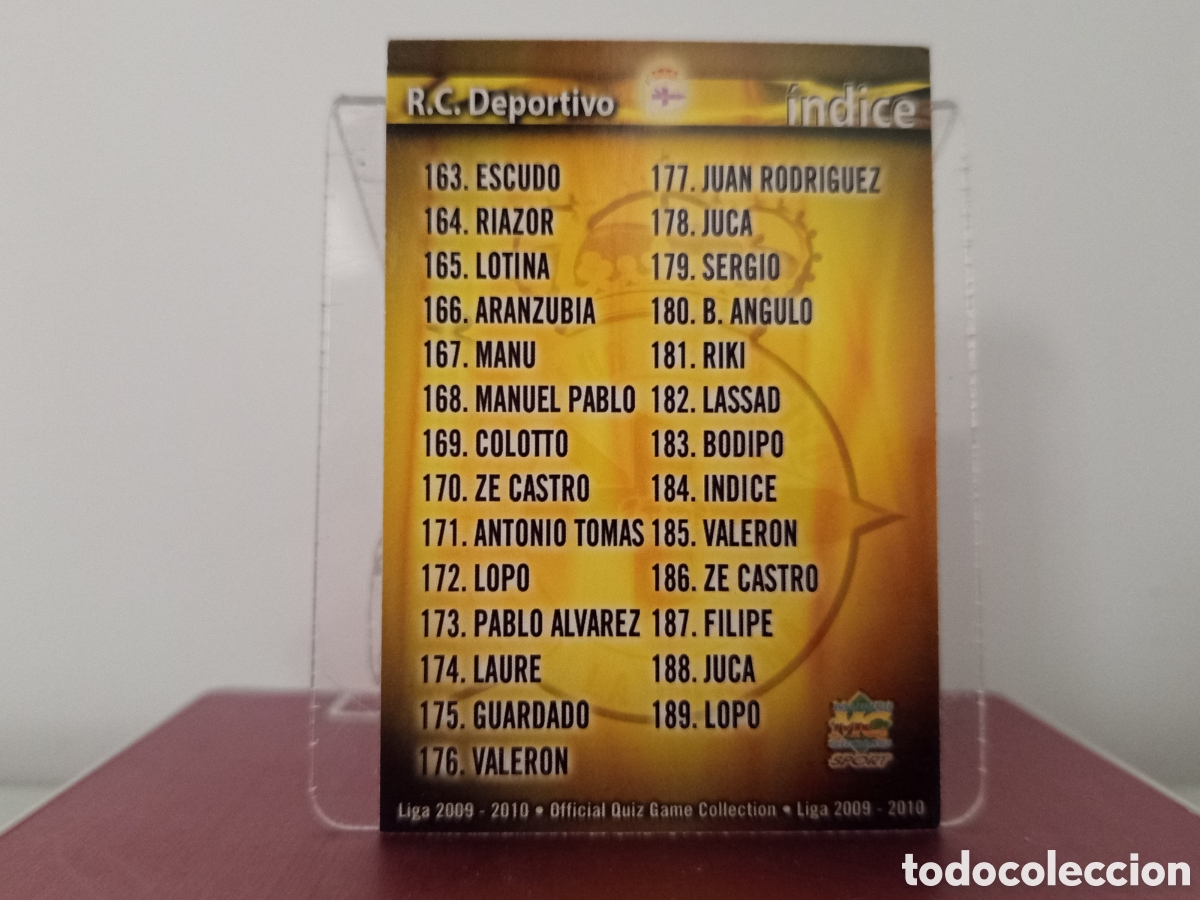 R.C. Deportivo
índice
163. ESCUDO
164. RIAZOR
165. LOTINA
166. ARANZUBIA
167. MANU
168. MANUEL PABLO
169. COLOTTO
170. ZE CASTRO
171. ANTONIO TOMAS
172. LOPO
173. PABLO ALVAREZ
174. LAURE
175. GUARDADO
176. VALERON
177. JUAN RODRIGUEZ
178. JUCA
179. SERGIO
180. B. ANGULO
181. RIKI
182. LASSAD
183. BODIPO
184. INDICE
185. VALERON
186. ZE CASTRO
187. FILIPE
188. JUCA
189. LOPO
SPORT
Liga 2009 - 2010 • Official Quiz Game Collection • Liga 2009 - 2010
todocoleccion